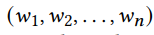 (w₁, w₂, . . . , wₙ)